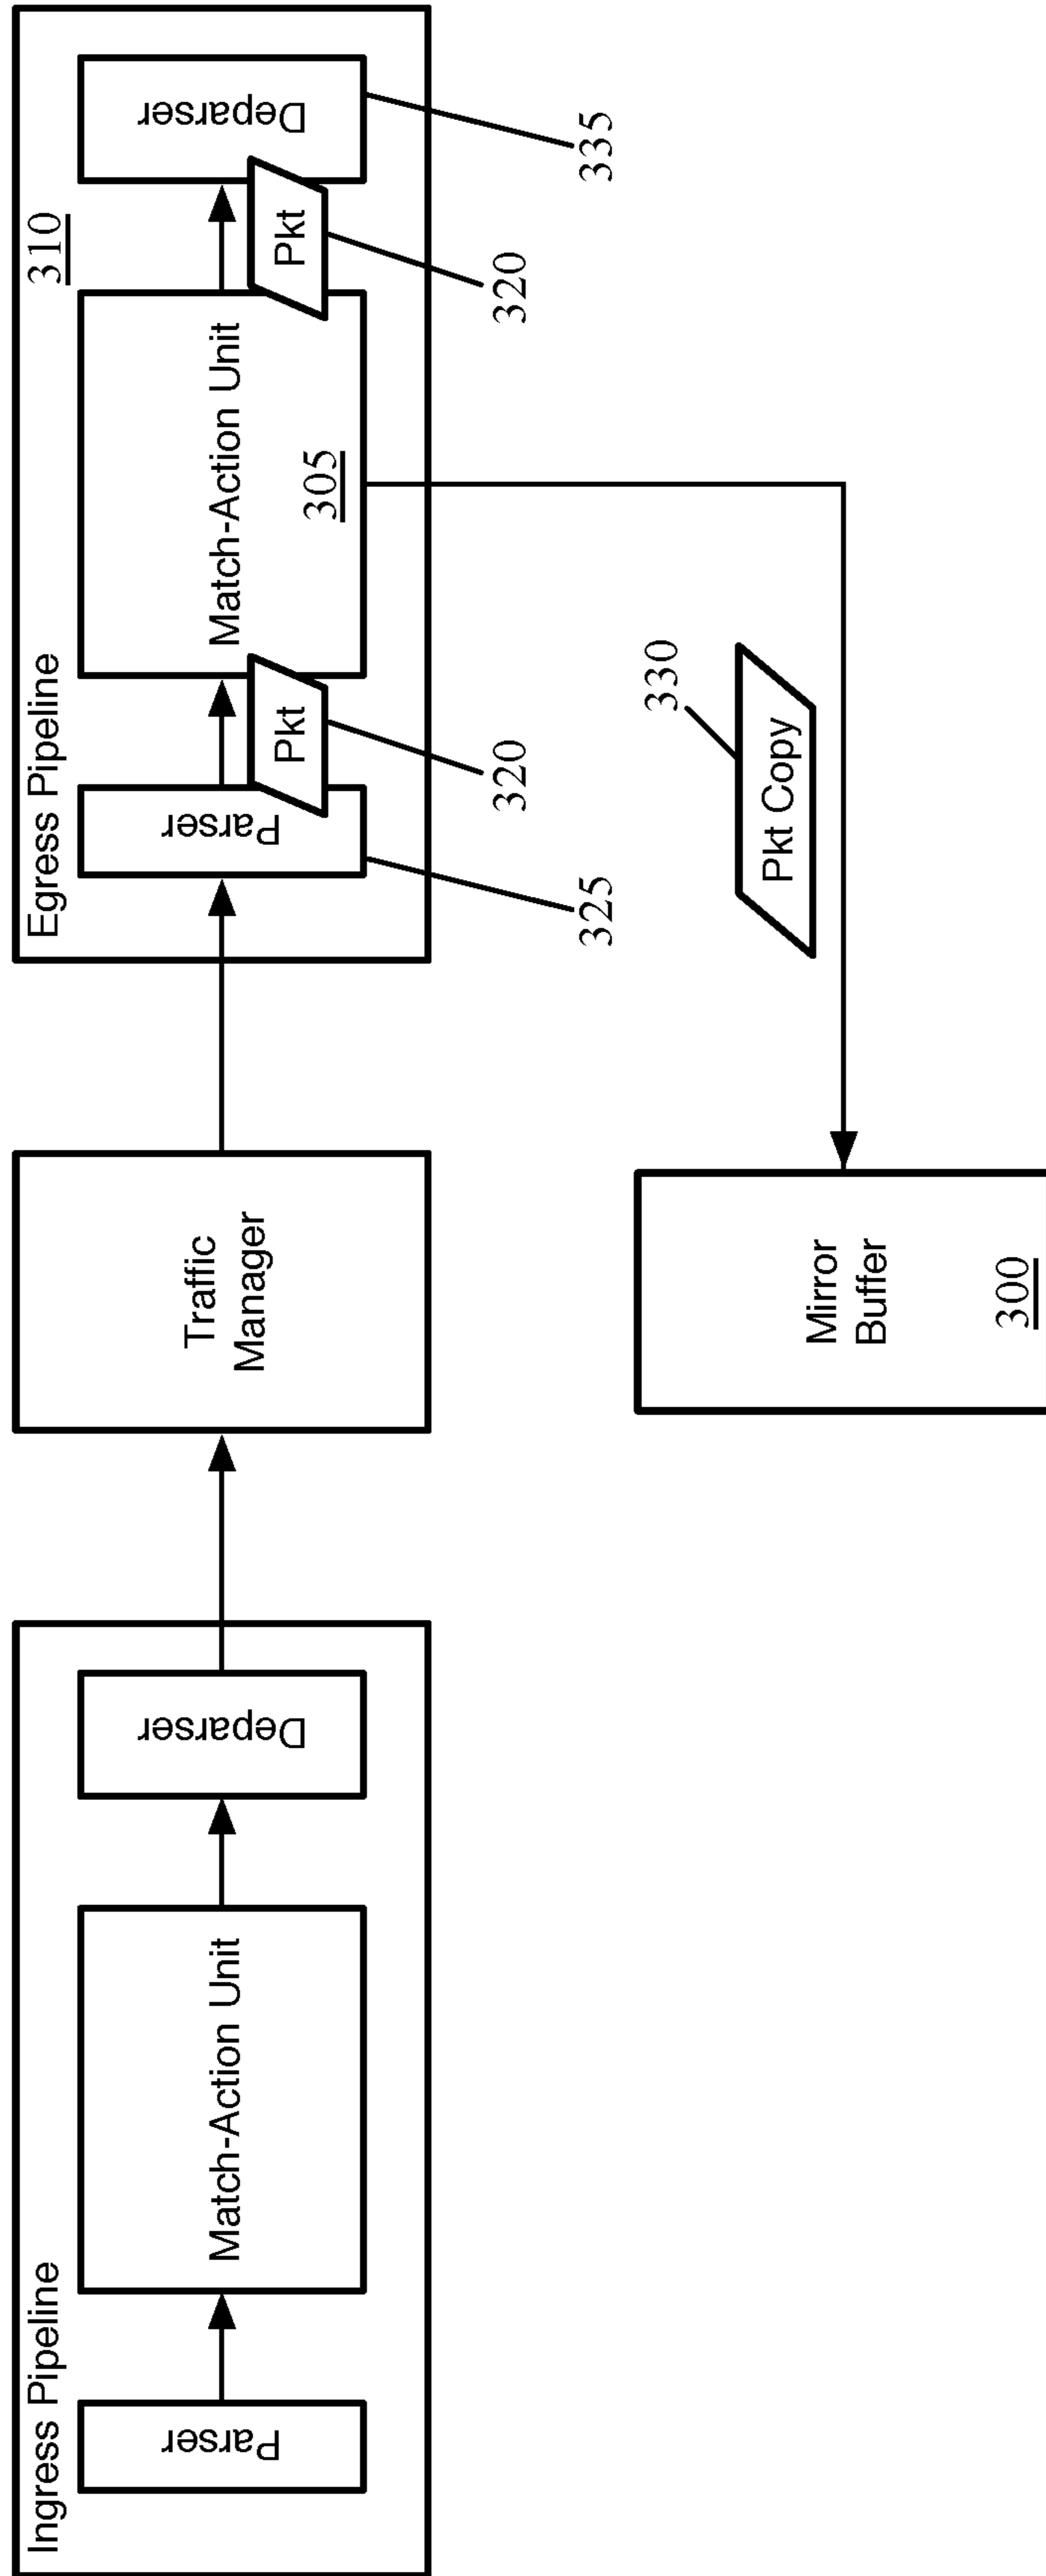 Ingress Pipeline
Parser
Match-Action Unit
Deparser
Traffic
Manager
Egress Pipeline
310
Parser
Pkt
Match-Action Unit
305
Pkt
Deparser
325
320
320
335
330
Pkt Copy
Mirror
Buffer
300